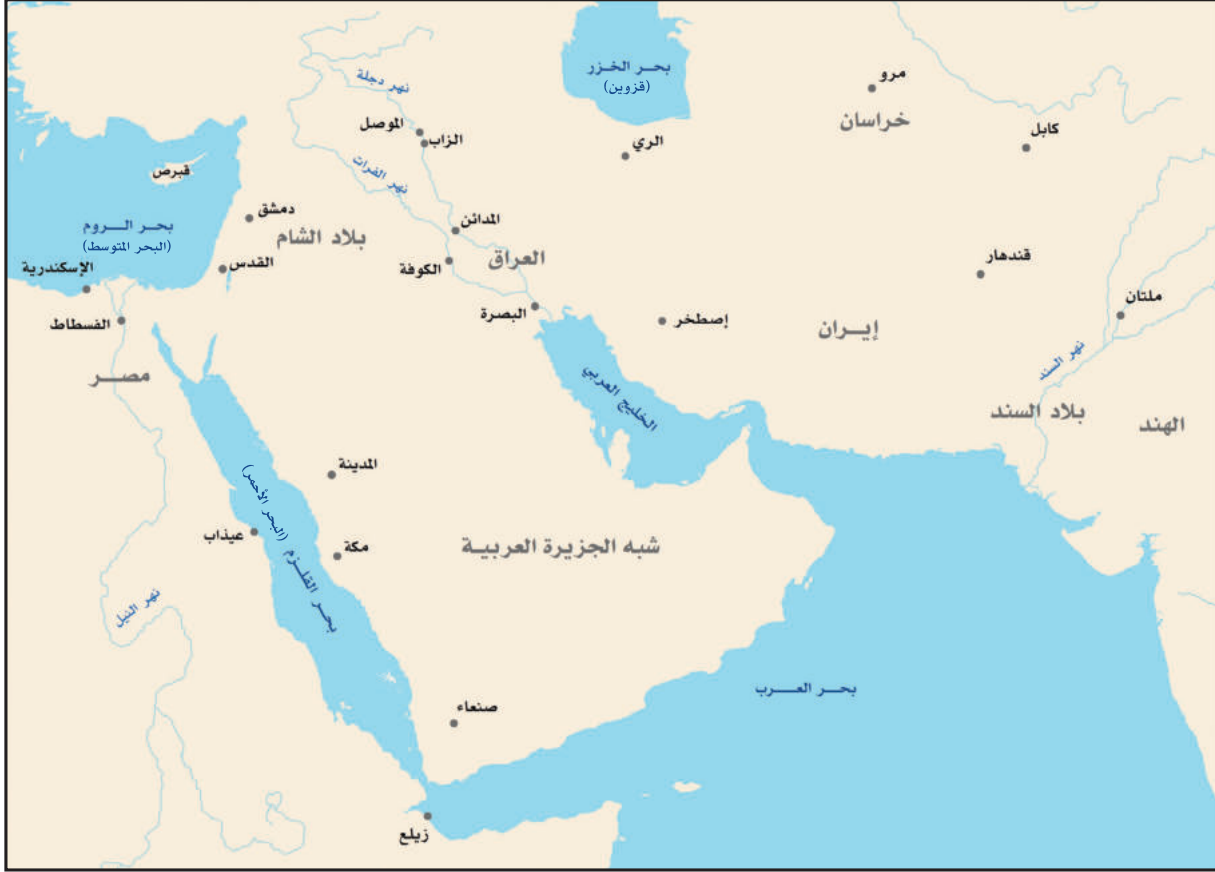 بحر الخزر
(قزوين)
مرو
نهر دجلة
خراسان
كابل
الموصل
الزاب
الري
قبرص
نهر الفرات
دمشق
المدائن
بحر الروم
(البحر المتوسط)
بلاد الشام
العراق
قندهار
الإسكندرية
القدس
الكوفة
ملتان
الفسطاط
البصرة
إصطخر
إيران
نهر السند
مصر
الخليج العربي
بلاد السند
الهند
المدينة
بحر القلزم (البحر الأحمر)
عيذاب
مكة
شبه الجزيرة العربية
نهر النيل
بحر العرب
صنعاء
زيلع